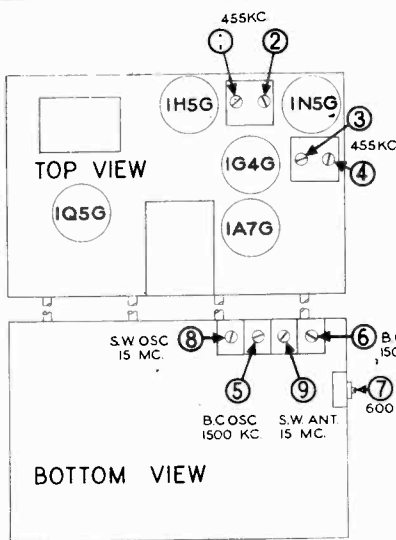 455KC.
1 2
1H5G 1N5G
3
455KC
TOP VIEW 1G4G
4
1Q5G 1A7G
S.W OSC 8 6 B.
15 MC. 150
5 9 7
600
B.C OSC S.W. ANT.
1500 KC. 15 MC.
BOTTOM VIEW